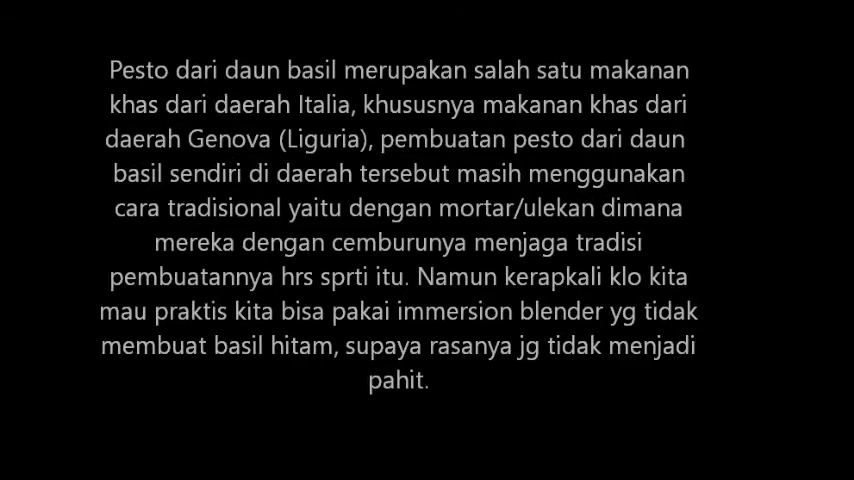 Pesto dari daun basil merupakan salah satu makanan
khas dari daerah Italia, khususnya makanan khas dari
daerah Genova (Liguria), pembuatan pesto dari daun
basil sendiri di daerah tersebut masih menggunakan
cara tradisional yaitu dengan mortar/ulekan dimana
mereka dengan cemburunya menjaga tradisi
pembuatannya hrs sprti itu. Namun kerapkali klo kita
mau praktis kita bisa pakai immersion blender yg tidak
membuat basil hitam, supaya rasanya jg tidak menjadi
pahit.